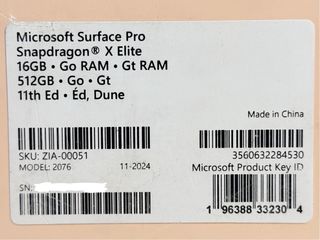 Microsoft Surface Pro
Snapdragon® X Elite
16GB • Go RAM • Gt RAM
512GB • Go • Gt
11th Ed • Éd, Dune
Made in China
SKU: ZIA-00051
MODEL: 2076 11-2024
SN:
3560632284530
Microsoft Product Key ID
1 96388 33230 4